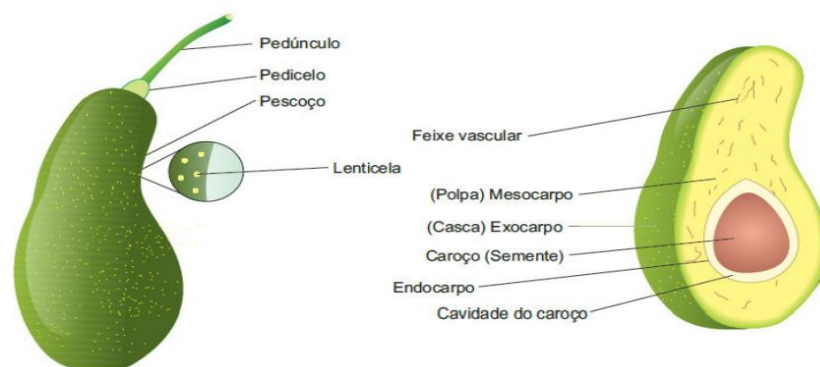 Pedúnculo
Pedicelo
Pescoço
Lenticela
Feixe vascular
(Polpa) Mesocarpo
(Casca) Exocarpo
Caroço (Semente)
Endocarpo
Cavidade do caroço